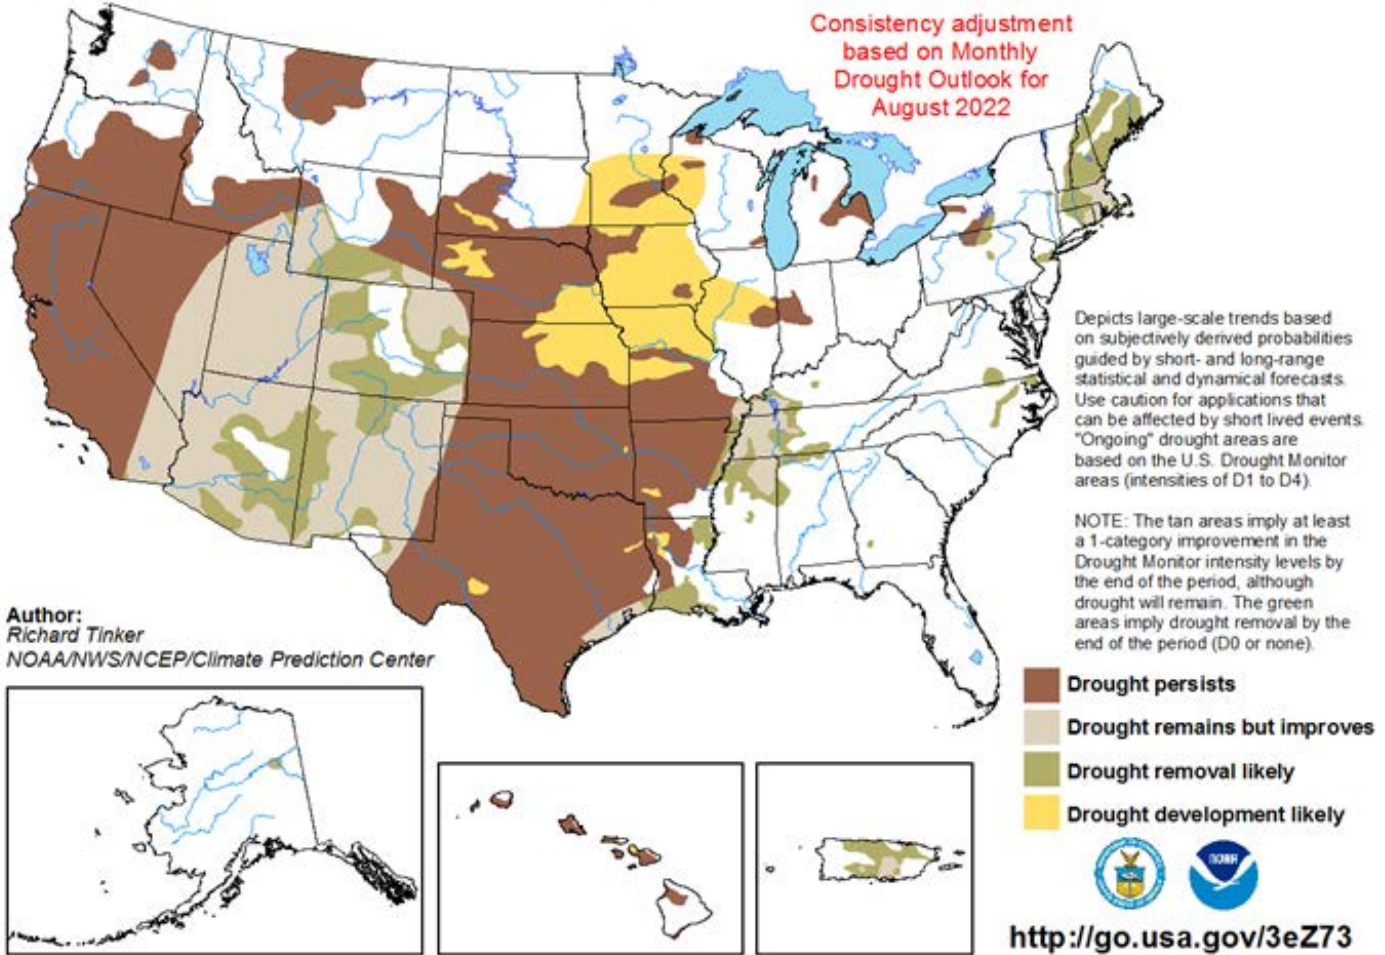 Consistency adjustment
based on Monthly
Drought Outlook for
August 2022
Depicts large-scale trends based
on subjectively derived probabilities
guided by short- and long-range
statistical and dynamical forecasts.
Use caution for applications that
can be affected by short lived events.
"Ongoing" drought areas are
based on the U.S. Drought Monitor
areas (intensities of D1 to D4).
NOTE: The tan areas imply at least
a 1-category improvement in the
Drought Monitor intensity levels by
the end of the period, although
drought will remain. The green
areas imply drought removal by the
end of the period (D0 or none).
Author:
Richard Tinker
NOAA/NWS/NCEP/Climate Prediction Center
Drought persists
Drought remains but improves
Drought removal likely
Drought development likely
NOAA
http://go.usa.gov/3eZ73